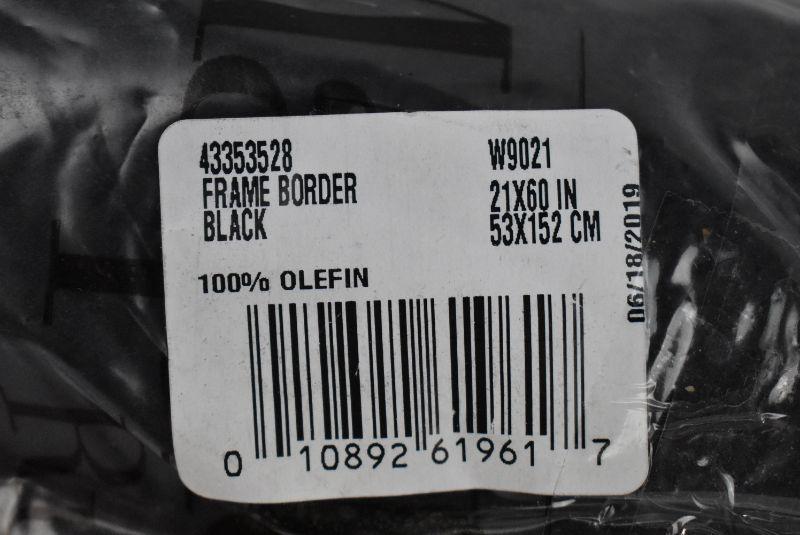 43353528 W9021
FRAME BORDER 21X60 IN
BLACK 53X152 CM
100% OLEFIN
06/18/2019
0 10892 61961 7